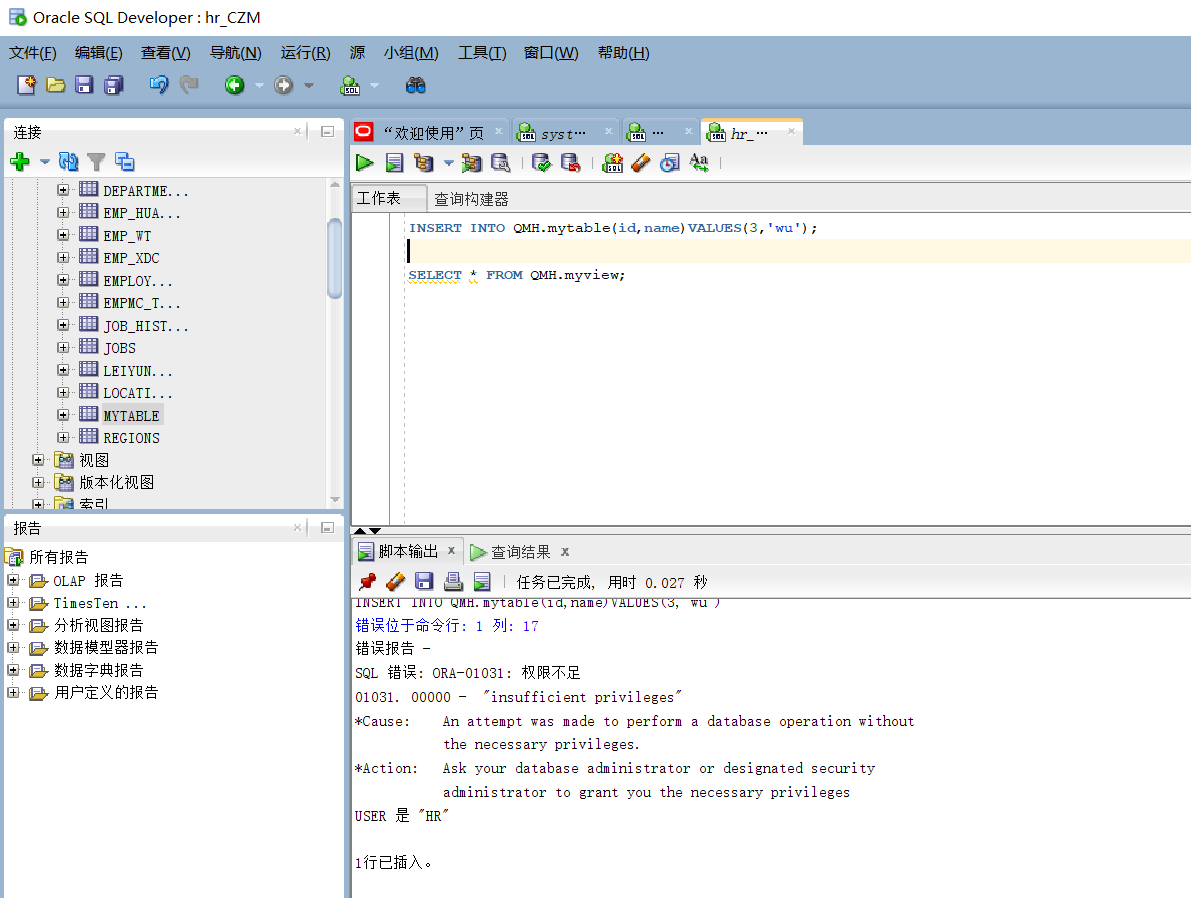 Oracle SQL Developer : hr_CZM
文件(F) 编辑(E) 查看(V) 导航(N) 运行(R) 源 小组(M) 工具(T) 窗口(W) 帮助(H)
连接
DEPARTME...
EMP_HUA...
EMP_WT
EMP_XDC
EMPLOY...
EMPMC_T...
JOB_HIST...
JOBS
LEIYUN...
LOCATI...
MYTABLE
REGIONS
视图
版本化视图
索引
报告
所有报告
OLAP 报告
TimesTen ...
分析视图报告
数据模型器报告
数据字典报告
用户定义的报告
“欢迎使用”页 syst... ... hr_...
工作表 查询构建器
INSERT INTO QMH.mytable(id,name)VALUES(3,'wu');
SELECT * FROM QMH.myview;
脚本输出 x 查询结果 x
任务已完成, 用时 0.027 秒
INSERT INTO QMH.mytable(id,name)VALUES(3,'wu')
错误位于命令行: 1 列: 17
错误报告 -
SQL 错误: ORA-01031: 权限不足
01031. 00000 - "insufficient privileges"
*Cause: An attempt was made to perform a database operation without
the necessary privileges.
*Action: Ask your database administrator or designated security
administrator to grant you the necessary privileges
USER 是 "HR"
1行已插入。